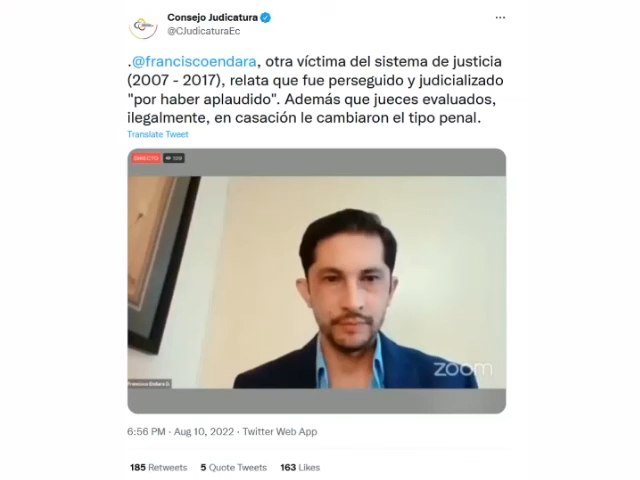 Consejo Judicatura
@CJudicaturaEc
.@franciscoendara, otra víctima del sistema de justicia
(2007 - 2017), relata que fue perseguido y judicializado
"por haber aplaudido". Además que jueces evaluados,
ilegalmente, en casación le cambiaron el tipo penal.
Translate Tweet
DIRECTO
zoom
Francisco Endara D.
6:56 PM · Aug 10, 2022 · Twitter Web App
185 Retweets 5 Quote Tweets 163 Likes